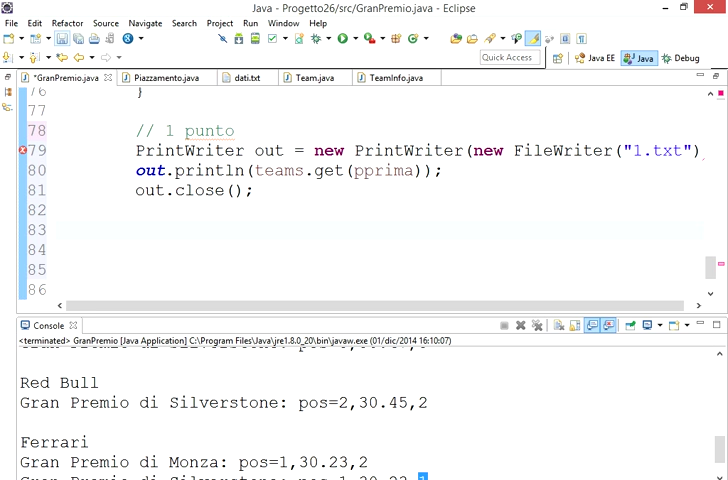 Java - Progetto26/src/GranPremio.java - Eclipse
File Edit Source Refactor Navigate Search Project Run Window Help
Quick Access Java EE Java Debug
*GranPremio.java Piazzamento.java dati.txt Team.java TeamInfo.java
76 }
77
78 // 1 punto
79 PrintWriter out = new PrintWriter(new FileWriter("1.txt")
80 out.println(teams.get(pprima));
81 out.close();
82
83
84
85
86
Console
<terminated> GranPremio [Java Application] C:\Program Files\Java\jre1.8.0_20\bin\javaw.exe (01/dic/2014 16:10:07)
Red Bull
Gran Premio di Silverstone: pos=2,30.45,2
Ferrari
Gran Premio di Monza: pos=1,30.23,2